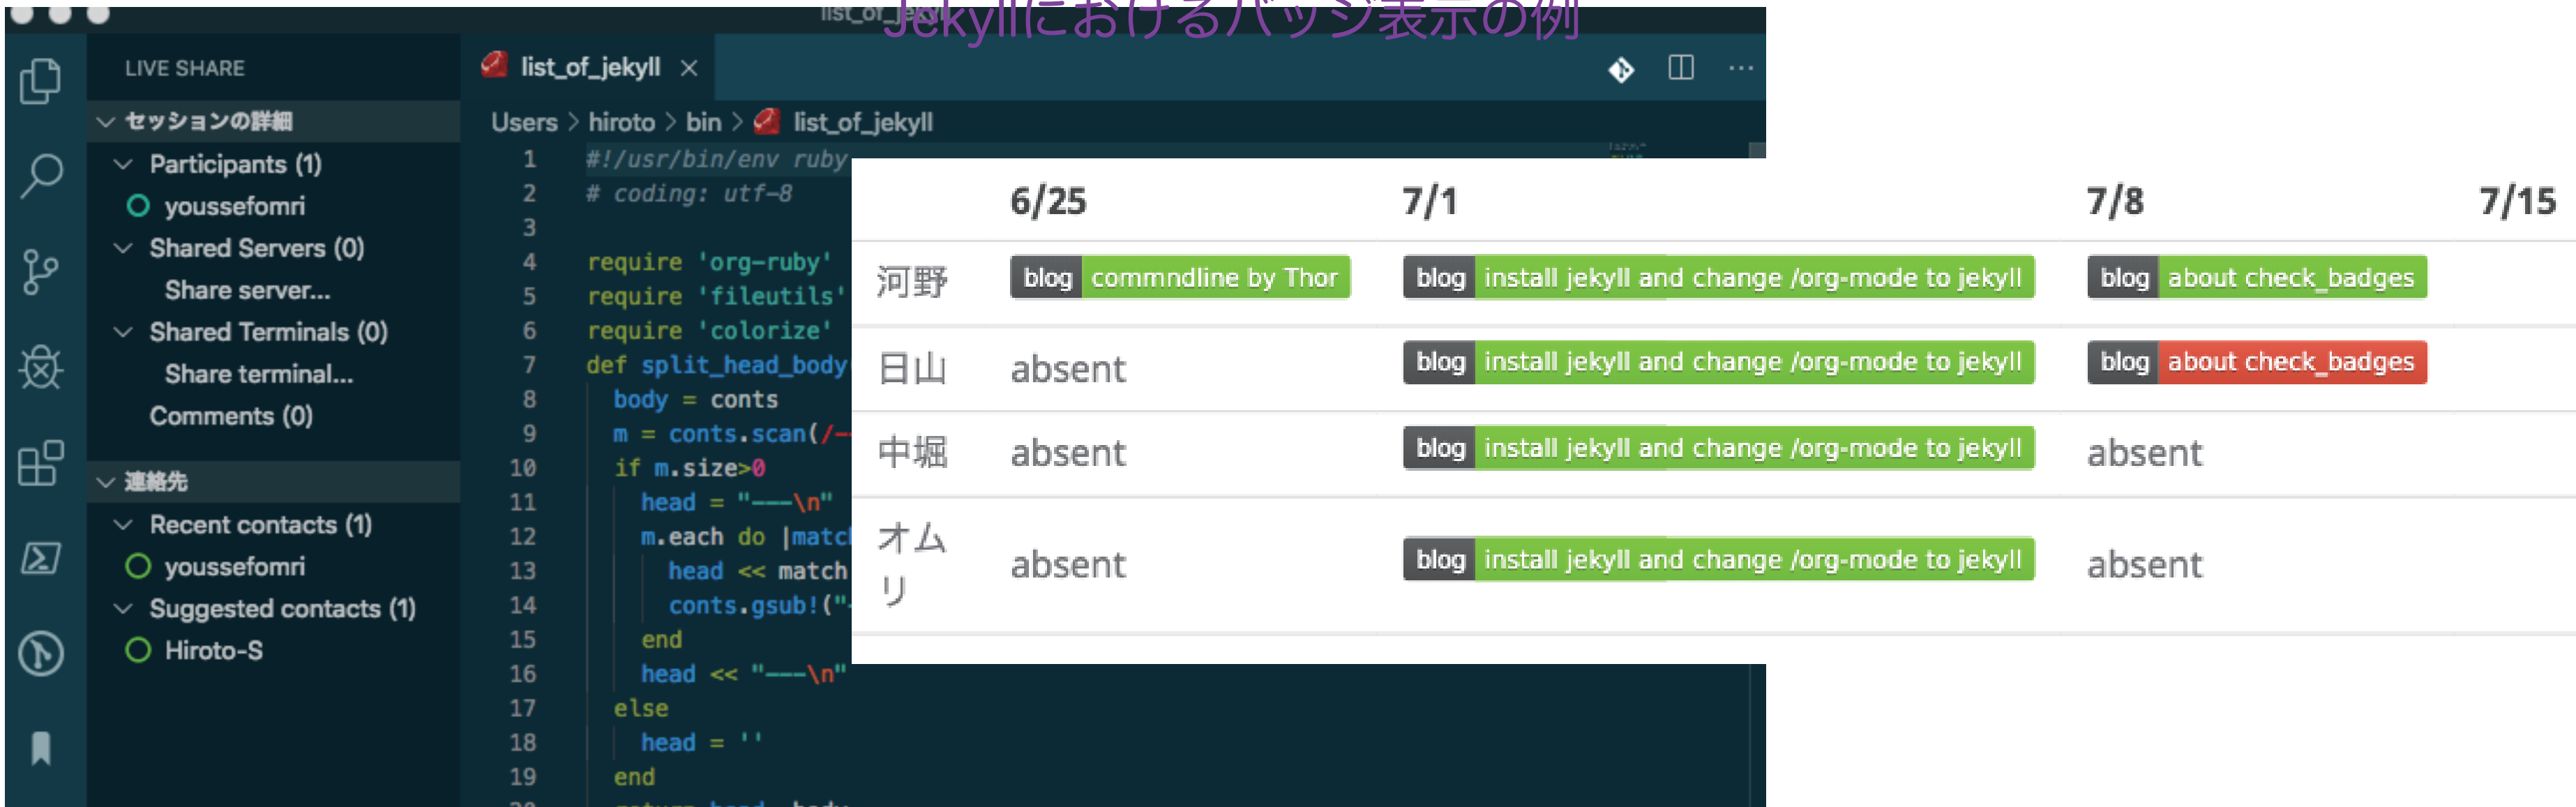 list_of_jekyll
Jekyllにおけるバッジ表示の例
LIVE SHARE
セッションの詳細
Participants (1)
youssefomri
Shared Servers (0)
Share server...
Shared Terminals (0)
Share terminal...
Comments (0)
連絡先
Recent contacts (1)
youssefomri
Suggested contacts (1)
Hiroto-S
list_of_jekyll ×
Users > hiroto > bin > list_of_jekyll
1 #!/usr/bin/env ruby
2 # coding: utf-8
3
4 require 'org-ruby'
5 require 'fileutils'
6 require 'colorize'
7 def split_head_body
8 body = conts
9 m = conts.scan(/-
10 if m.size>0
11 head = "---\n"
12 m.each do |matc
13 head << match
14 conts.gsub!("
15 end
16 head << "---\n"
17 else
18 head = ''
19 end
6/25 7/1 7/8 7/15
河野 blog commndline by Thor blog install jekyll and change /org-mode to jekyll blog about check_badges
日山 absent blog install jekyll and change /org-mode to jekyll blog about check_badges
中堀 absent blog install jekyll and change /org-mode to jekyll absent
オム
リ absent blog install jekyll and change /org-mode to jekyll absent